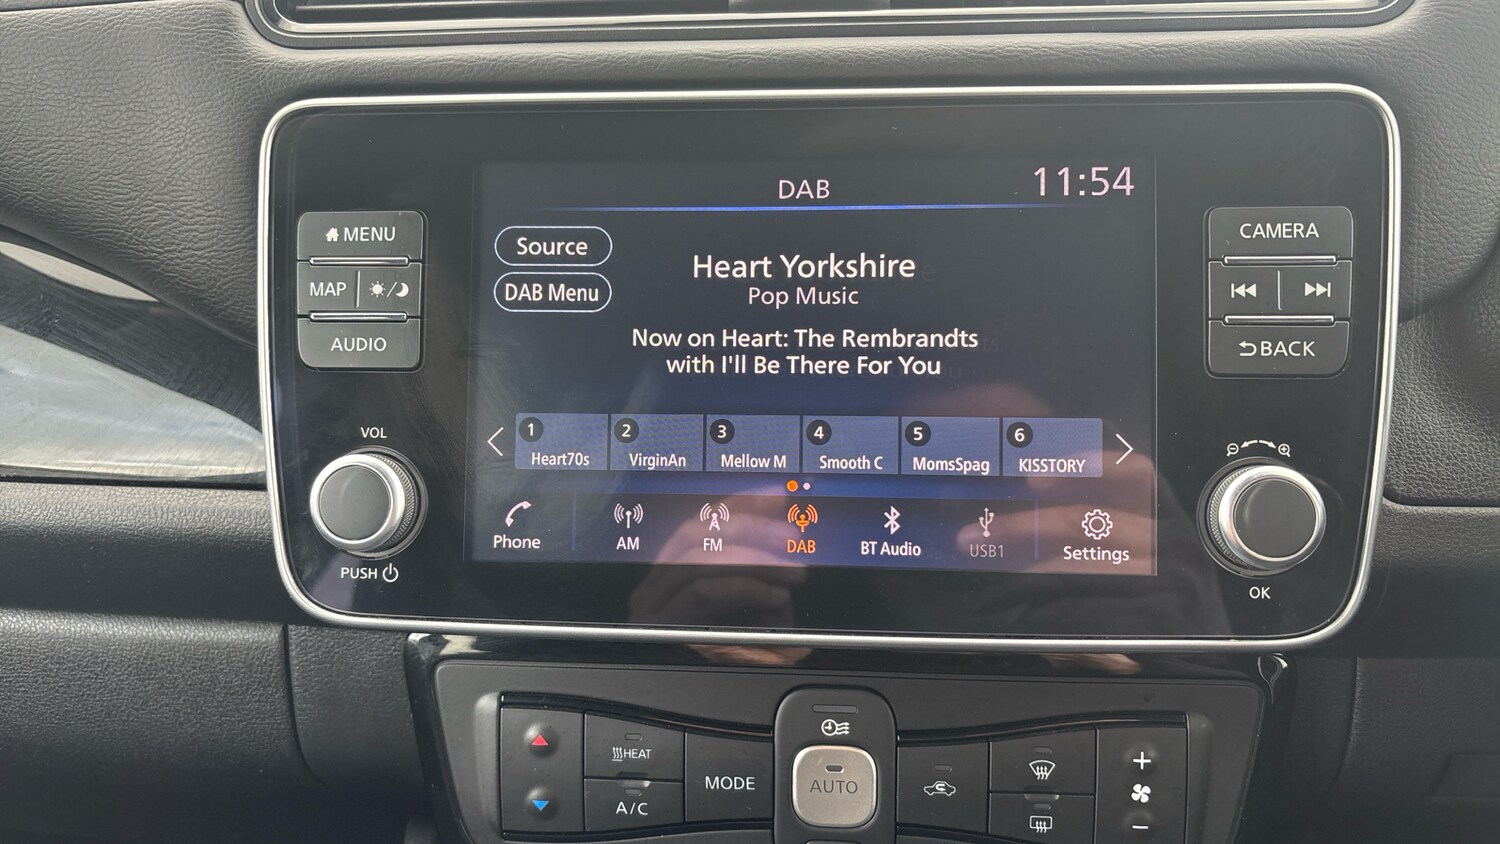 DAB
11:54
MENU
MAP
AUDIO
VOL
PUSH
Source
DAB Menu
Heart Yorkshire
Pop Music
Now on Heart: The Rembrandts
with I'll Be There For You
1 2 3 4 5 6
Heart70s VirginAn Mellow M Smooth C MomsSpag KISSTORY
Phone AM FM DAB BT Audio USB1 Settings
CAMERA
BACK
OK
HEAT
A/C
MODE
AUTO